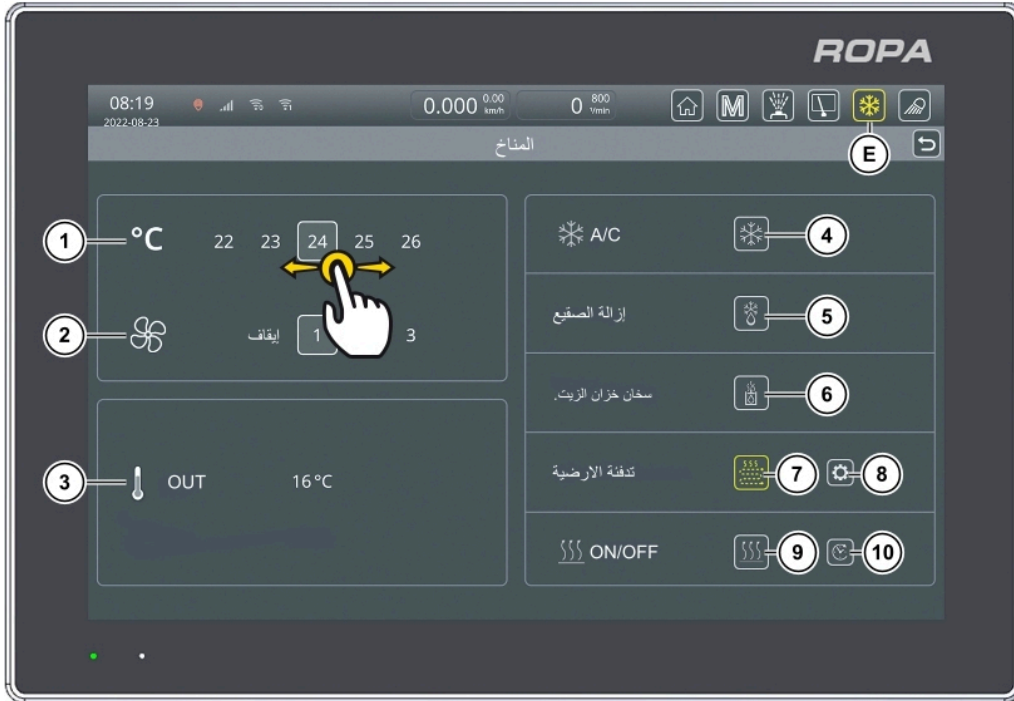 ROPA
08:19
2022-08-23
0.000 0.00 km/h
0 800 1/min
M
المناخ
E
1
°C 22 23 24 25 26
2
إيقاف 1 3
3
OUT 16°C
A/C
4
إزالة الصقيع
5
سخان خزان الزيت.
6
تدفئة الارضية
7
8
ON/OFF
9
10